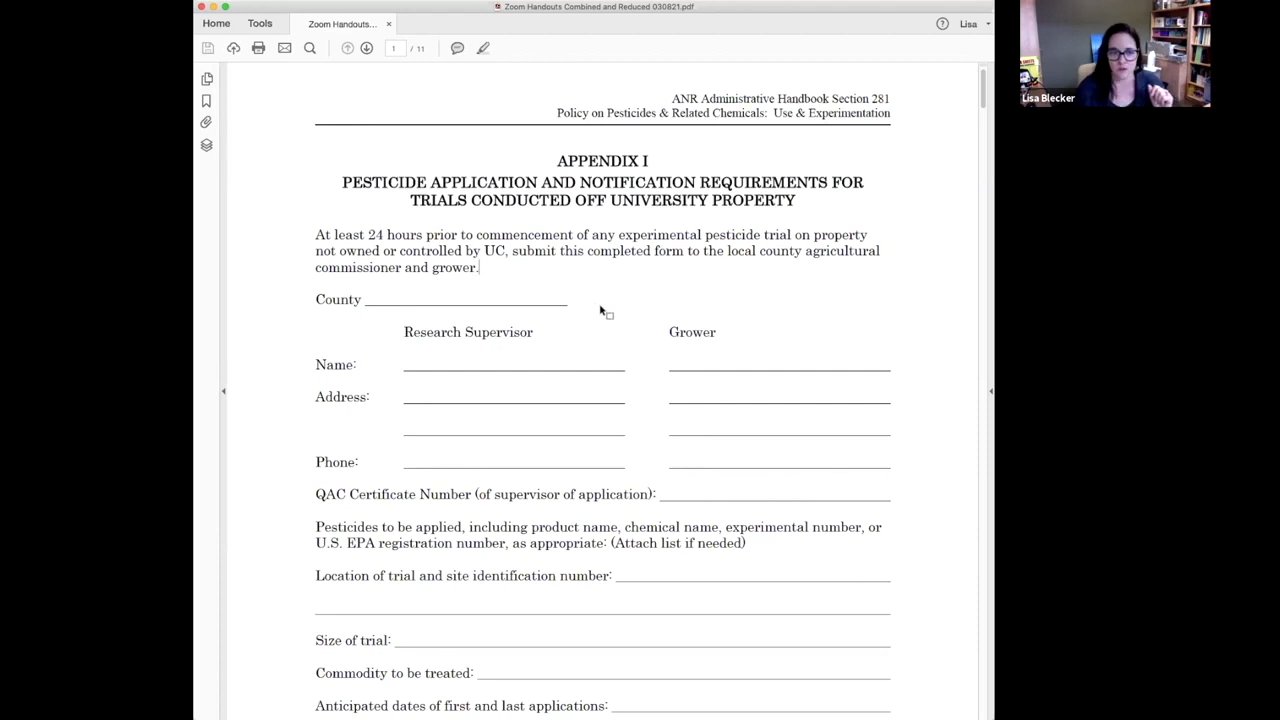 Zoom Handouts Combined and Reduced 030821.pdf
Home
Tools
Zoom Handouts...
Lisa
1 / 11
Lisa Blecker
ANR Administrative Handbook Section 281
Policy on Pesticides & Related Chemicals: Use & Experimentation
APPENDIX I
PESTICIDE APPLICATION AND NOTIFICATION REQUIREMENTS FOR
TRIALS CONDUCTED OFF UNIVERSITY PROPERTY
At least 24 hours prior to commencement of any experimental pesticide trial on property
not owned or controlled by UC, submit this completed form to the local county agricultural
commissioner and grower.
County
Research Supervisor
Grower
Name:
Address:
Phone:
QAC Certificate Number (of supervisor of application):
Pesticides to be applied, including product name, chemical name, experimental number, or
U.S. EPA registration number, as appropriate: (Attach list if needed)
Location of trial and site identification number:
Size of trial:
Commodity to be treated:
Anticipated dates of first and last applications: